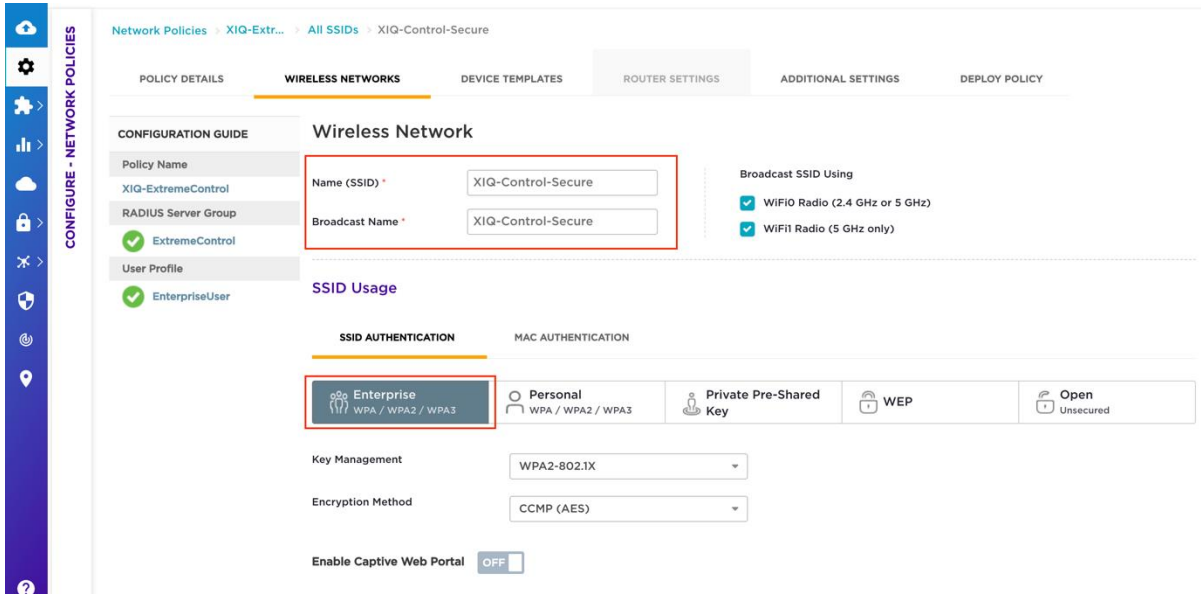 CONFIGURE - NETWORK POLICIES
Network Policies > XIQ-Extr... > All SSIDs > XIQ-Control-Secure
POLICY DETAILS
WIRELESS NETWORKS
DEVICE TEMPLATES
ROUTER SETTINGS
ADDITIONAL SETTINGS
DEPLOY POLICY
CONFIGURATION GUIDE
Policy Name
XIQ-ExtremeControl
RADIUS Server Group
ExtremeControl
User Profile
EnterpriseUser
Wireless Network
Name (SSID) * XIQ-Control-Secure
Broadcast Name * XIQ-Control-Secure
Broadcast SSID Using
WiFi0 Radio (2.4 GHz or 5 GHz)
WiFi1 Radio (5 GHz only)
SSID Usage
SSID AUTHENTICATION
MAC AUTHENTICATION
Enterprise
WPA / WPA2 / WPA3
Personal
WPA / WPA2 / WPA3
Private Pre-Shared
Key
WEP
Open
Unsecured
Key Management WPA2-802.1X
Encryption Method CCMP (AES)
Enable Captive Web Portal OFF